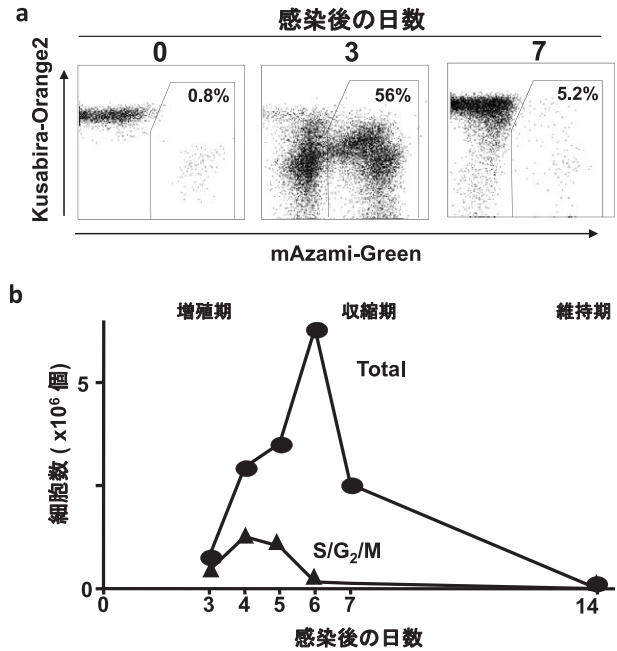 a
感染後の日数
0 3 7
0.8% 56% 5.2%
Kusabira-Orange2
mAzami-Green
b
増殖期 収縮期 維持期
Total
S/G₂/M
細胞数 ( x10⁶ 個)
5
0
0 3 4 5 6 7 14
感染後の日数